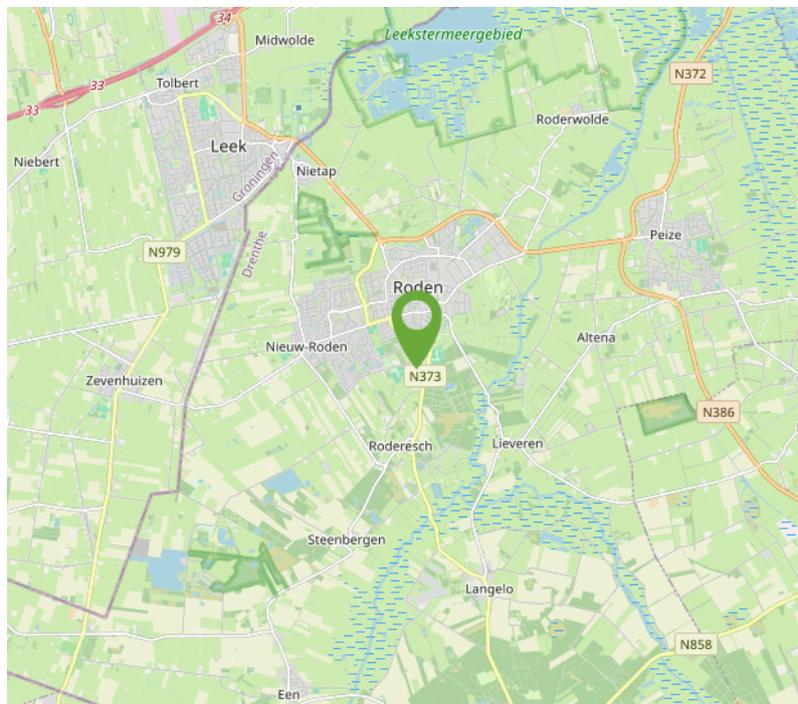 34
Midwolde
Leekstermeergebied
33
Tolbert
N372
33
Roderwolde
Leek
Niebert
Nietap
Groningen
Peize
N979
Drenthe
Roden
Altena
Nieuw-Roden
Zevenhuizen
N373
N386
Roderesch
Lieveren
Steenbergen
Langelo
N858
Een